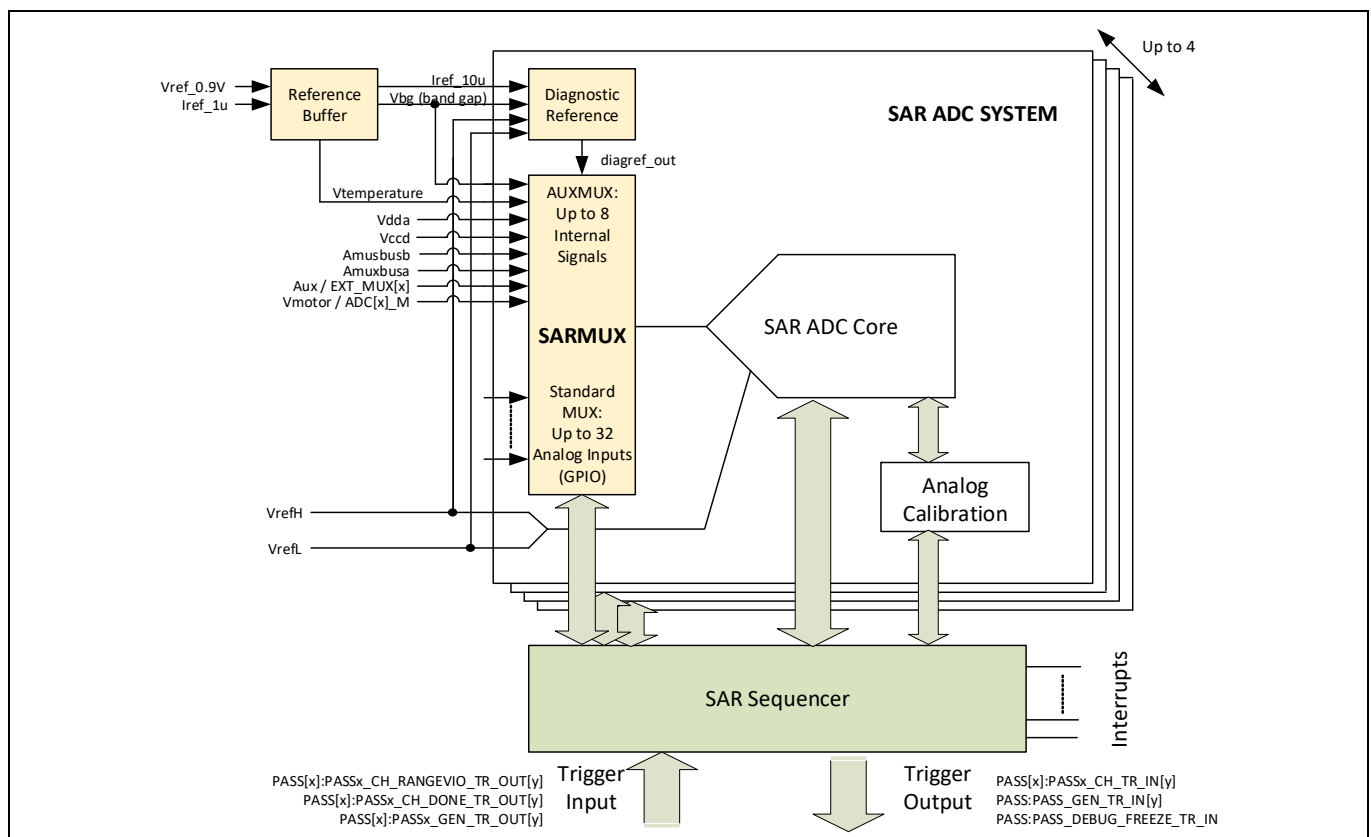 Up to 4
SAR ADC SYSTEM
Vref_0.9V
Iref_1u
Reference
Buffer
Iref_10u
Vbg (band gap)
Diagnostic
Reference
diagref_out
Vtemperature
Vdda
Vccd
Amusbusb
Amuxbusa
Aux / EXT_MUX[x]
Vmotor / ADC[x]_M
AUXMUX:
Up to 8
Internal
Signals
SARMUX
Standard
MUX:
Up to 32
Analog Inputs
(GPIO)
SAR ADC Core
Analog
Calibration
VrefH
VrefL
SAR Sequencer
Interrupts
PASS[x]:PASSx_CH_RANGEVIO_TR_OUT[y]
PASS[x]:PASSx_CH_DONE_TR_OUT[y]
PASS[x]:PASSx_GEN_TR_OUT[y]
Trigger
Input
Trigger
Output
PASS[x]:PASSx_CH_TR_IN[y]
PASS:PASS_GEN_TR_IN[y]
PASS:PASS_DEBUG_FREEZE_TR_IN